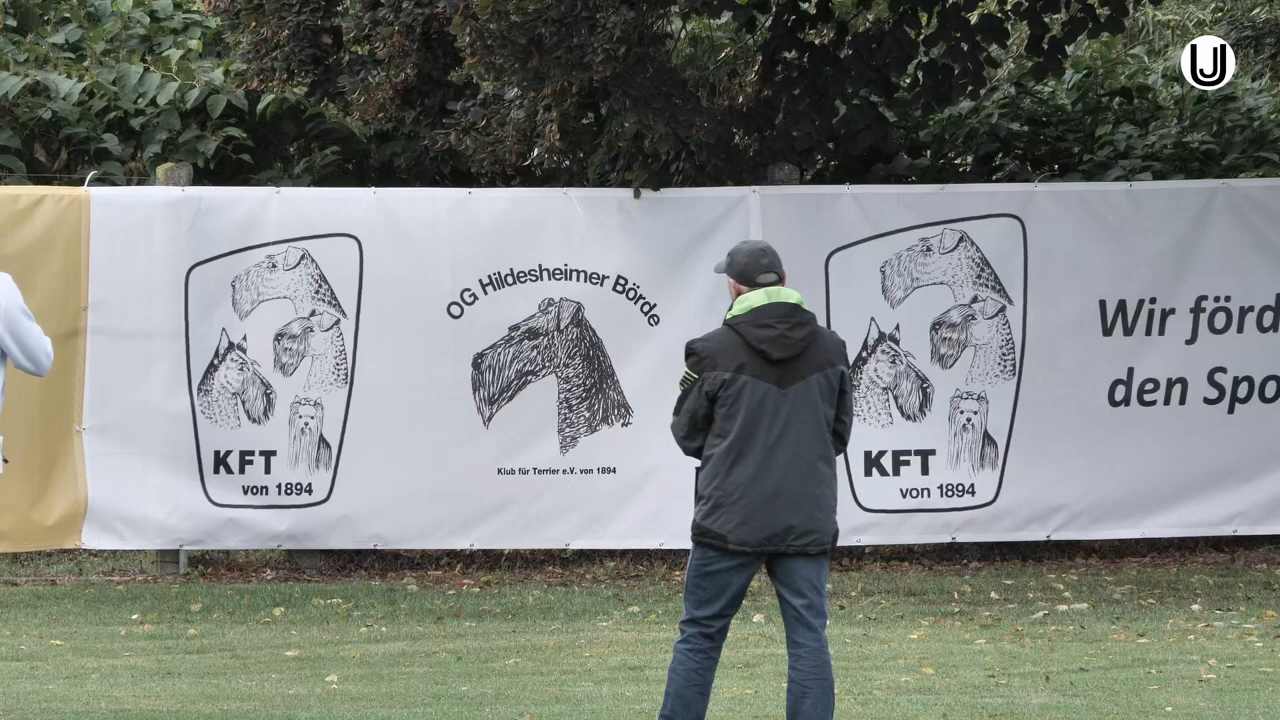 KFT
von 1894
OG Hildesheimer Börde
Klub für Terrier e.V. von 1894
KFT
von 1894
Wir förd
den Spo
U